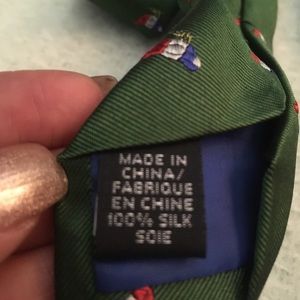 MADE IN
CHINA/
FABRIQUE
EN CHINE
100% SILK
SOIE